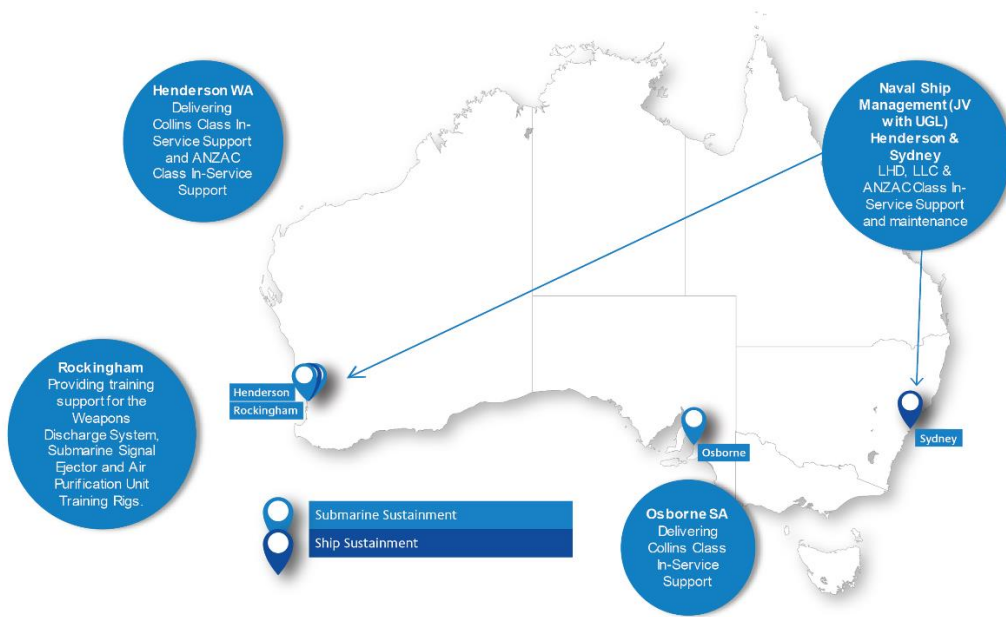 Henderson WA
Delivering
Collins Class In-
Service Support
and ANZAC
Class In-Service
Support
Naval Ship
Management (JV
with UGL)
Henderson &
Sydney
LHD, LLC &
ANZAC Class In-
Service Support
and maintenance
Rockingham
Providing training
support for the
Weapons
Discharge System,
Submarine Signal
Ejector and Air
Purification Unit
Training Rigs.
Henderson
Rockingham
Osborne
Sydney
Submarine Sustainment
Ship Sustainment
Osborne SA
Delivering
Collins Class
In-Service
Support